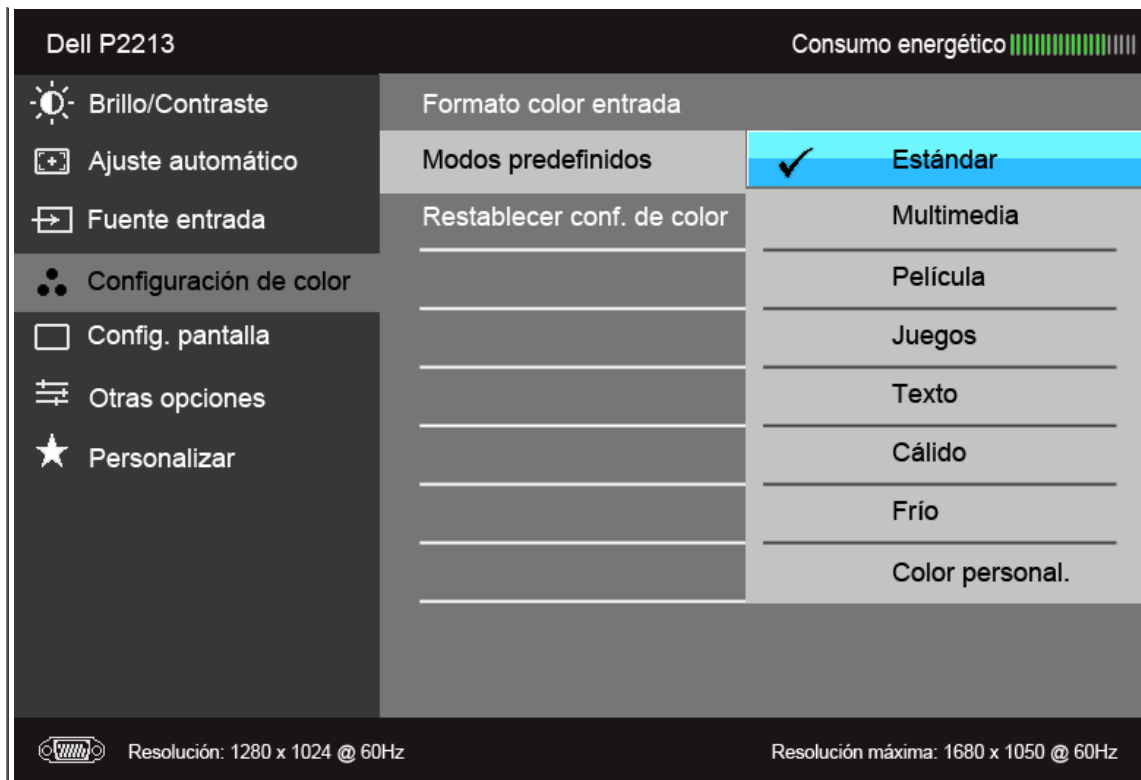 Dell P2213
Consumo energético
Brillo/Contraste
Ajuste automático
Fuente entrada
Configuración de color
Config. pantalla
Otras opciones
Personalizar
Formato color entrada
Modos predefinidos
Restablecer conf. de color
Estándar
Multimedia
Película
Juegos
Texto
Cálido
Frío
Color personal.
Resolución: 1280 x 1024 @ 60Hz
Resolución máxima: 1680 x 1050 @ 60Hz